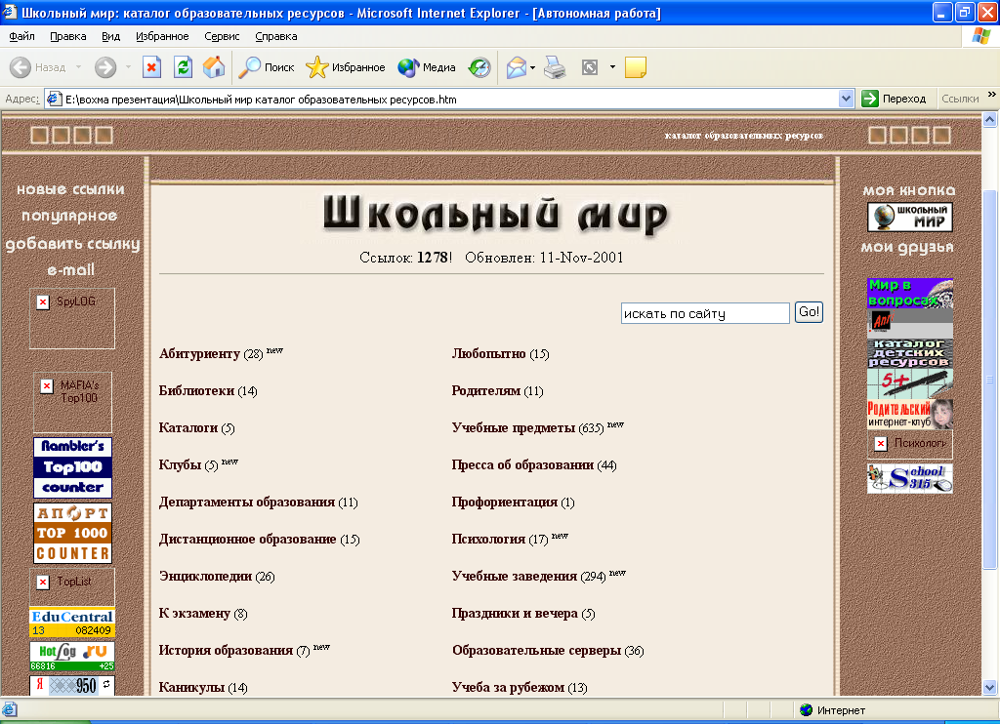 Школьный мир: каталог образовательных ресурсов - Microsoft Internet Explorer - [Автономная работа]
Файл Правка Вид Избранное Сервис Справка
Назад Поиск Избранное Медиа
Адрес: E:\вохма презентация\Школьный мир каталог образовательных ресурсов.htm Переход Ссылки »
каталог образовательных ресурсов
новые ссылки
популярное
добавить ссылку
e-mail
SpyLOG
MAFIA's
Top100
Rambler's
Top100
counter
АПОРТ
TOP 1000
COUNTER
TopList
EduCentral
13 082409
HotLog .RU
66816 +25
Я 950
Школьный мир
Ссылок: 1278! Обновлен: 11-Nov-2001
искать по сайту Go!
Абитуриенту (28) new
Библиотеки (14)
Каталоги (5)
Клубы (5) new
Департаменты образования (11)
Дистанционное образование (15)
Энциклопедии (26)
К экзамену (8)
История образования (7) new
Каникулы (14)
Любопытно (15)
Родителям (11)
Учебные предметы (635) new
Пресса об образовании (44)
Профориентация (1)
Психология (17) new
Учебные заведения (294) new
Праздники и вечера (5)
Образовательные серверы (36)
Учеба за рубежом (13)
моя кнопка
ШКОЛЬНЫЙ
МИР
мои друзья
Мир в
вопросах
каталог
детских
ресурсов
5+
Родительский
интернет-клуб
Психологи
School
315
Интернет